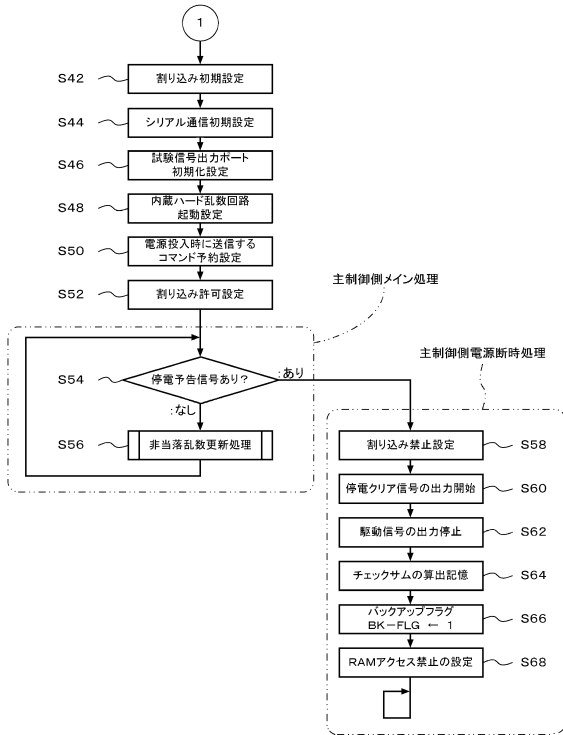 1
S42
割り込み初期設定
S44
シリアル通信初期設定
S46
試験信号出力ポート
初期化設定
S48
内蔵ハード乱数回路
起動設定
S50
電源投入時に送信する
コマンド予約設定
S52
割り込み許可設定
主制御側メイン処理
主制御側電源断時処理
S54
停電予告信号あり?
:あり
:なし
S56
非当落乱数更新処理
割り込み禁止設定
S58
停電クリア信号の出力開始
S60
駆動信号の出力停止
S62
チェックサムの算出記憶
S64
バックアップフラグ
BK-FLG ← 1
S66
RAMアクセス禁止の設定
S68